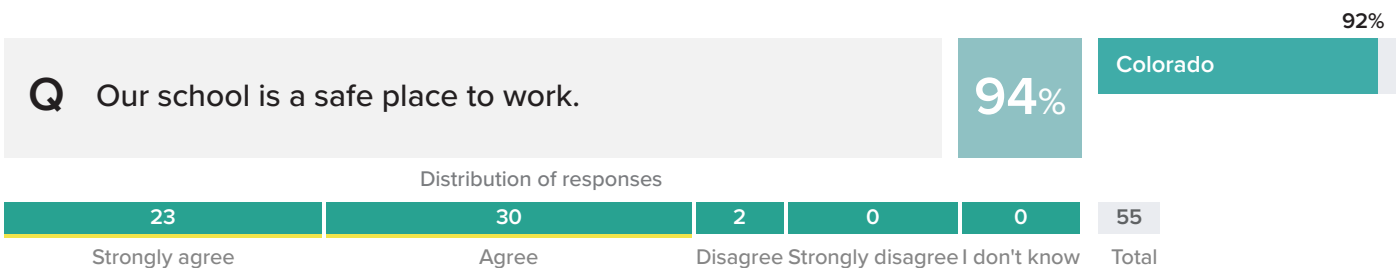 92%
Q Our school is a safe place to work. 94% Colorado
Distribution of responses
23 30 2 0 0 55
Strongly agree Agree Disagree Strongly disagree I don't know Total